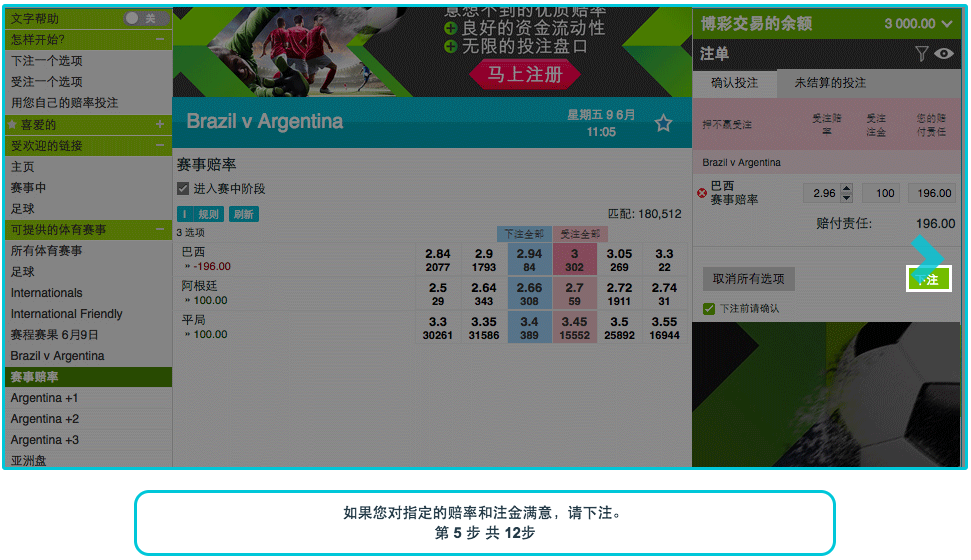 文字帮助 关
怎样开始?
下注一个选项
受注一个选项
用您自己的赔率投注
喜爱的
受欢迎的链接
主页
赛事中
足球
可提供的体育赛事
所有体育赛事
足球
Internationals
International Friendly
赛程赛果 6月9日
Brazil v Argentina
赛事赔率
Argentina +1
Argentina +2
Argentina +3
亚洲盘
意想不到的优质赔率
良好的资金流动性
无限的投注盘口
马上注册
Brazil v Argentina
星期五 9 6月
11:05
赛事赔率
进入赛中阶段
i 规则 刷新
匹配: 180,512
3 选项 下注全部 受注全部
巴西 2.84 2.9 2.94 3 3.05 3.3
» -196.00 2077 1793 84 302 269 22
阿根廷 2.5 2.64 2.66 2.7 2.72 2.74
» 100.00 29 343 308 59 1911 31
平局 3.3 3.35 3.4 3.45 3.5 3.55
» 100.00 30261 31586 389 15552 25892 16944
博彩交易的余额 3 000.00
注单
确认投注 未结算的投注
押不赢受注 受注赔率 受注注金 您的赔付责任
Brazil v Argentina
巴西
赛事赔率 2.96 100 196.00
赔付责任: 196.00
取消所有选项 下注
下注前请确认
如果您对指定的赔率和注金满意，请下注。
第 5 步 共 12步